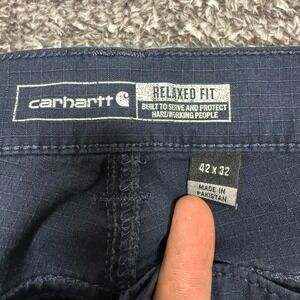 carhartt
RELAXED FIT
BUILT TO SERVE AND PROTECT
HARDWORKING PEOPLE
42 x 32
MADE IN
PAKISTAN